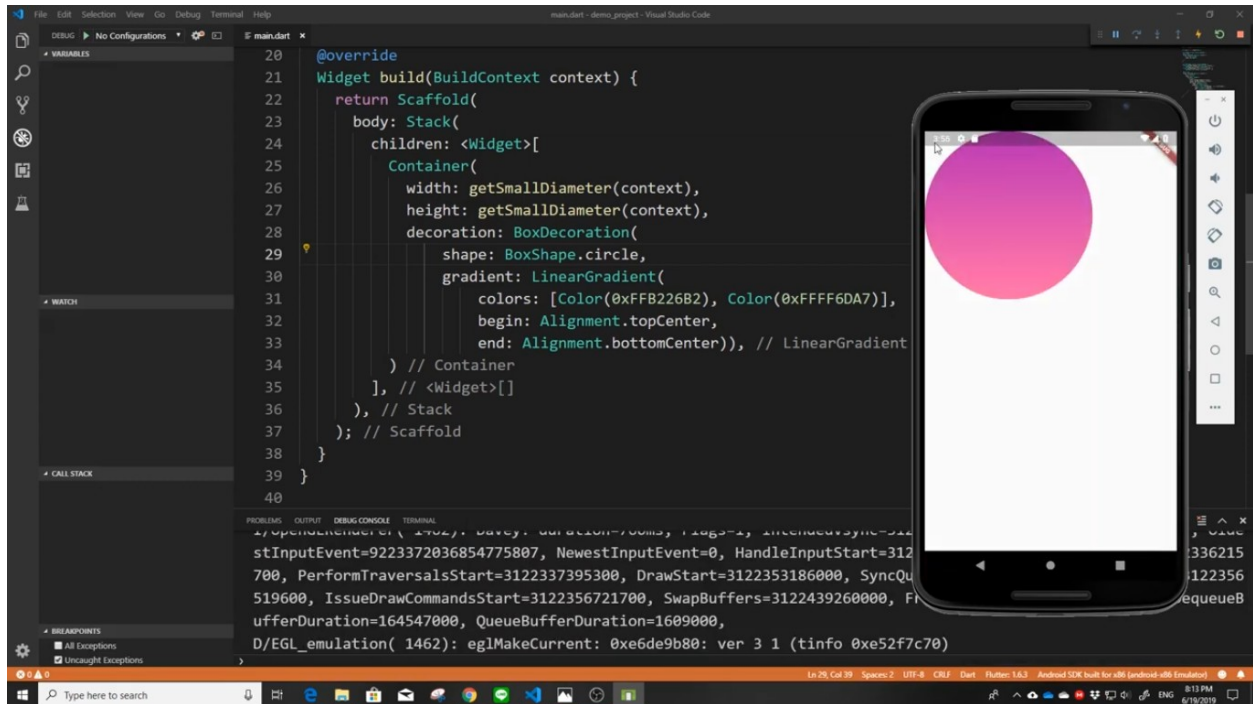 File Edit Selection View Go Debug Terminal Help
main.dart - demo_project - Visual Studio Code
DEBUG No Configurations
main.dart ×
VARIABLES
WATCH
CALL STACK
BREAKPOINTS
All Exceptions
Uncaught Exceptions
20 @override
21 Widget build(BuildContext context) {
22 return Scaffold(
23 body: Stack(
24 children: <Widget>[
25 Container(
26 width: getSmallDiameter(context),
27 height: getSmallDiameter(context),
28 decoration: BoxDecoration(
29 shape: BoxShape.circle,
30 gradient: LinearGradient(
31 colors: [Color(0xFFB226B2), Color(0xFFFF6DA7)],
32 begin: Alignment.topCenter,
33 end: Alignment.bottomCenter)), // LinearGradient
34 ) // Container
35 ], // <Widget>[]
36 ), // Stack
37 ); // Scaffold
38 }
39 }
40
3:55
PROBLEMS OUTPUT DEBUG CONSOLE TERMINAL
stInputEvent=9223372036854775807, NewestInputEvent=0, HandleInputStart=312 336215
700, PerformTraversalsStart=3122337395300, DrawStart=3122353186000, SyncQu 3122356
519600, IssueDrawCommandsStart=3122356721700, SwapBuffers=3122439260000, Fr equeueB
ufferDuration=164547000, QueueBufferDuration=1609000,
D/EGL_emulation( 1462): eglMakeCurrent: 0xe6de9b80: ver 3 1 (tinfo 0xe52f7c70)
0 0 Ln 29, Col 39 Spaces: 2 UTF-8 CRLF Dart Flutter: 1.6.3 Android SDK built for x86 (android-x86 Emulator)
Type here to search
ENG
8:13 PM
6/19/2019